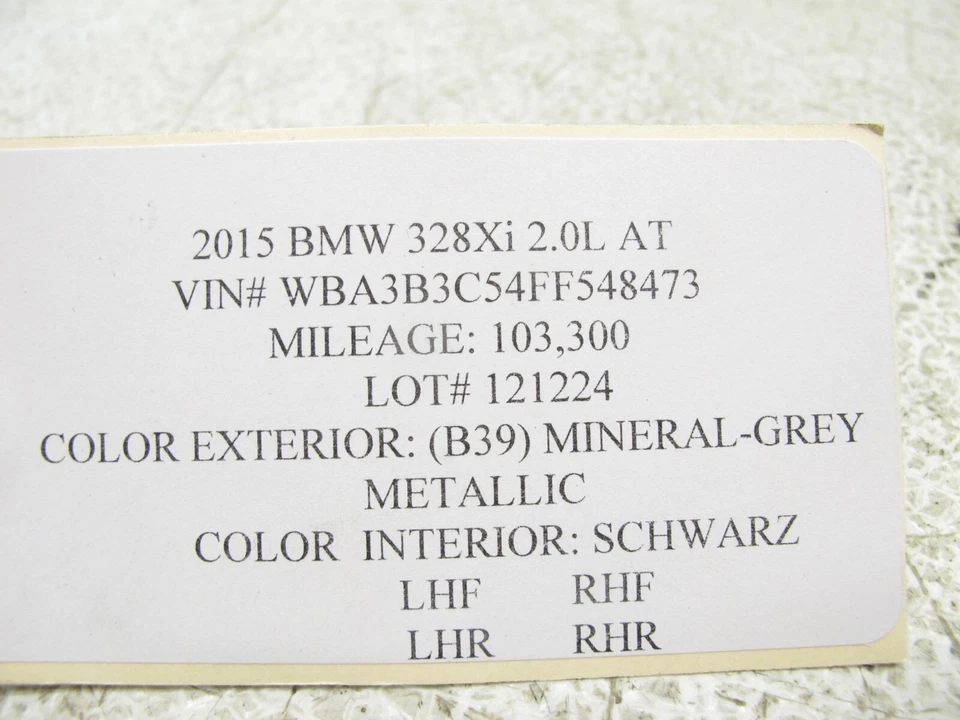 2015 BMW 328Xi 2.0L AT
VIN# WBA3B3C54FF548473
MILEAGE: 103,300
LOT# 121224
COLOR EXTERIOR: (B39) MINERAL-GREY
METALLIC
COLOR INTERIOR: SCHWARZ
LHF RHF
LHR RHR